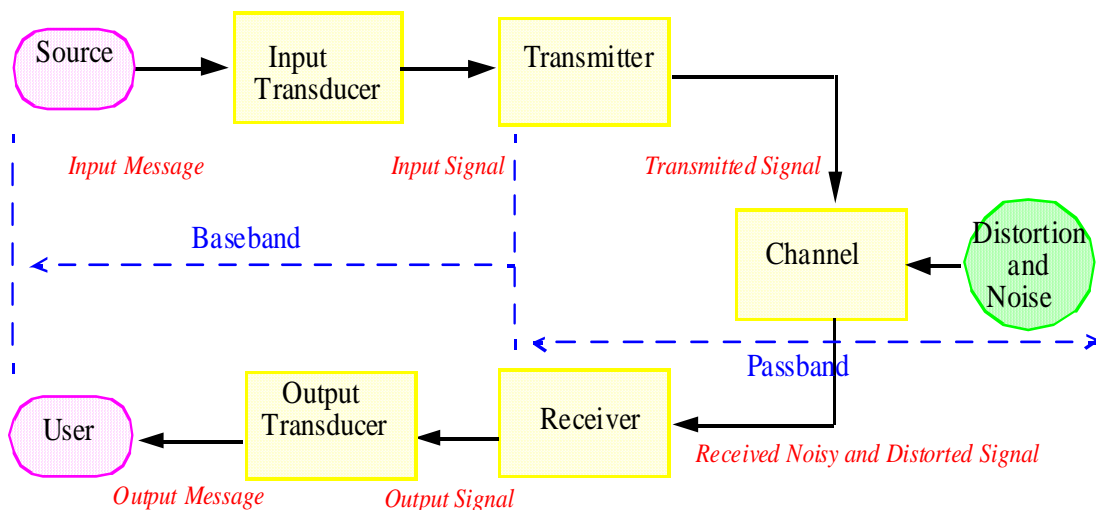 Source
Input
Transducer
Transmitter
Input Message
Input Signal
Transmitted Signal
Baseband
Channel
Distortion
and
Noise
Passband
User
Output
Transducer
Receiver
Received Noisy and Distorted Signal
Output Message
Output Signal